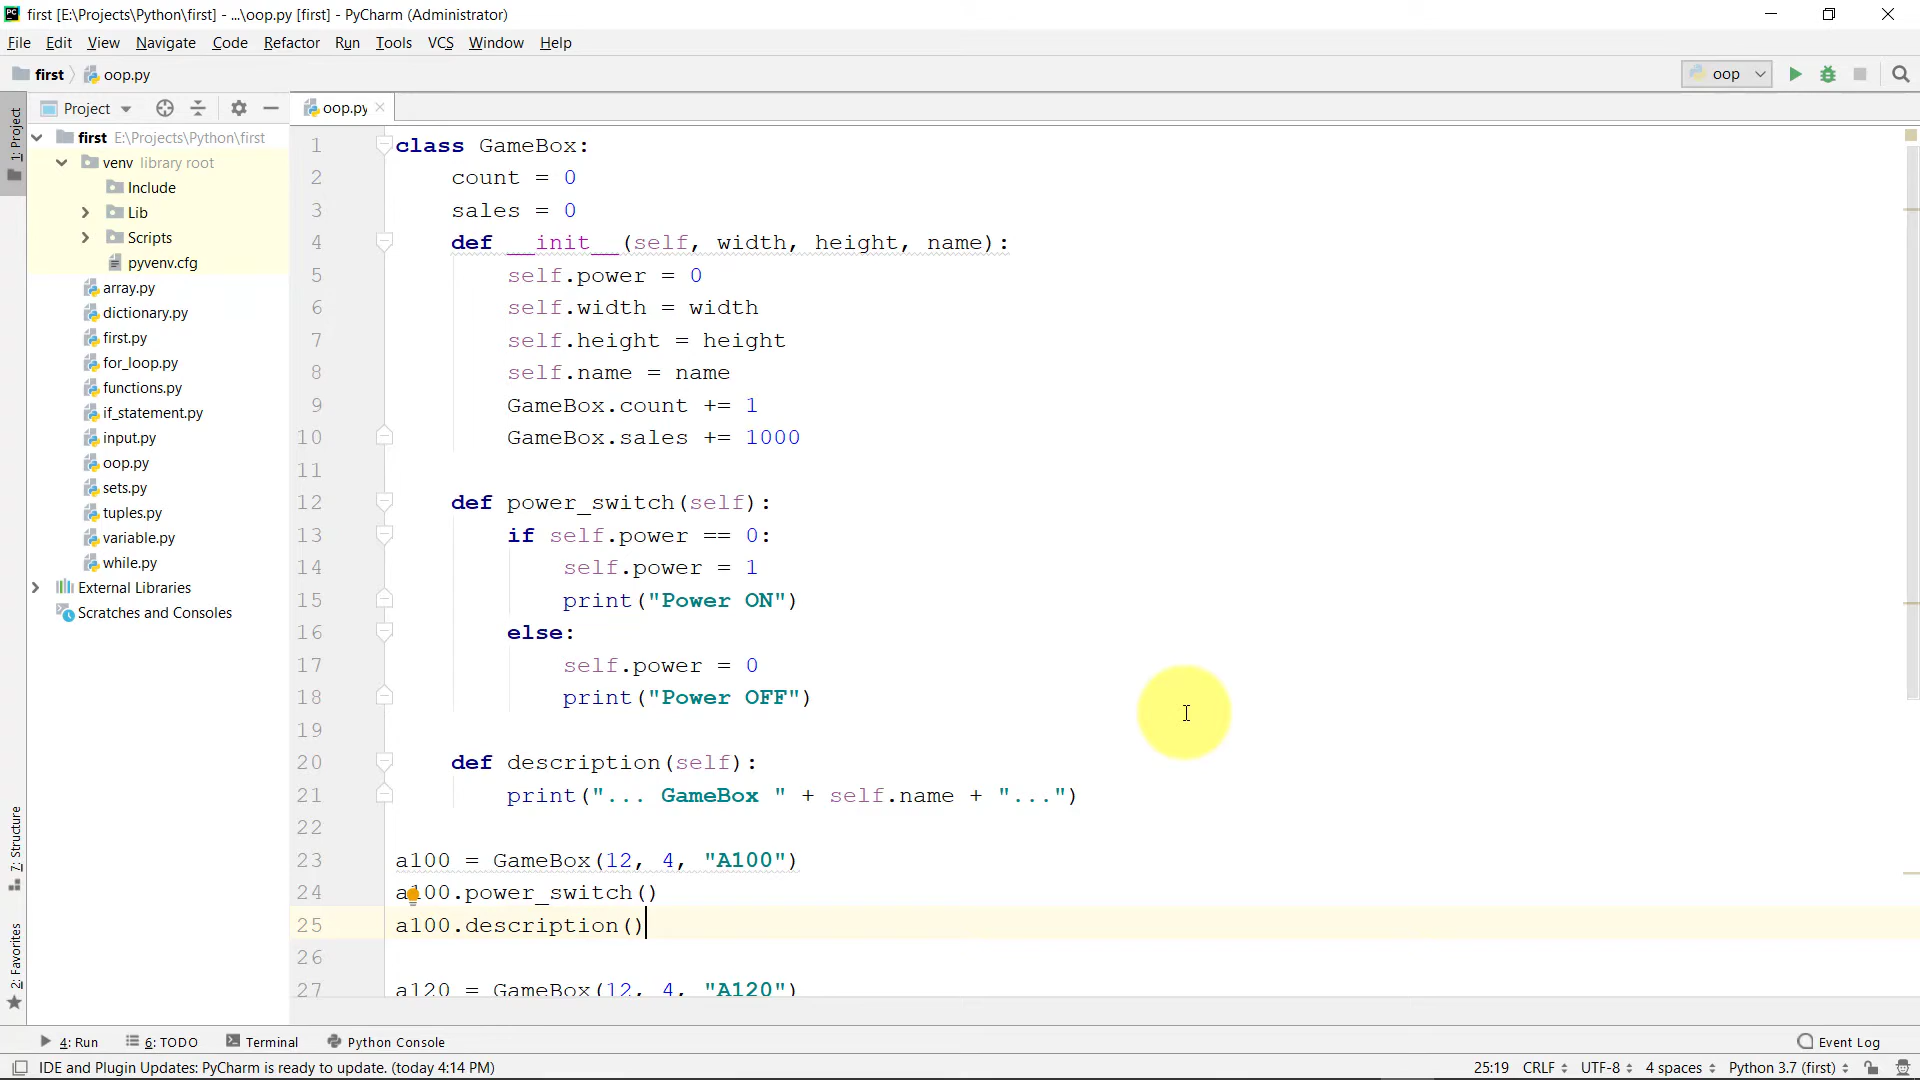 first [E:\Projects\Python\first] - ...\oop.py [first] - PyCharm (Administrator)
File Edit View Navigate Code Refactor Run Tools VCS Window Help
first oop.py oop
1: Project
Project
oop.py
first E:\Projects\Python\first
venv library root
Include
Lib
Scripts
pyvenv.cfg
array.py
dictionary.py
first.py
for_loop.py
functions.py
if_statement.py
input.py
oop.py
sets.py
tuples.py
variable.py
while.py
External Libraries
Scratches and Consoles
7: Structure
2: Favorites
1 class GameBox:
2 count = 0
3 sales = 0
4 def __init__(self, width, height, name):
5 self.power = 0
6 self.width = width
7 self.height = height
8 self.name = name
9 GameBox.count += 1
10 GameBox.sales += 1000
11
12 def power_switch(self):
13 if self.power == 0:
14 self.power = 1
15 print("Power ON")
16 else:
17 self.power = 0
18 print("Power OFF")
19
20 def description(self):
21 print("... GameBox " + self.name + "...")
22
23 a100 = GameBox(12, 4, "A100")
24 a100.power_switch()
25 a100.description()
26
27 a120 = GameBox(12, 4, "A120")
4: Run 6: TODO Terminal Python Console Event Log
IDE and Plugin Updates: PyCharm is ready to update. (today 4:14 PM) 25:19 CRLF UTF-8 4 spaces Python 3.7 (first)